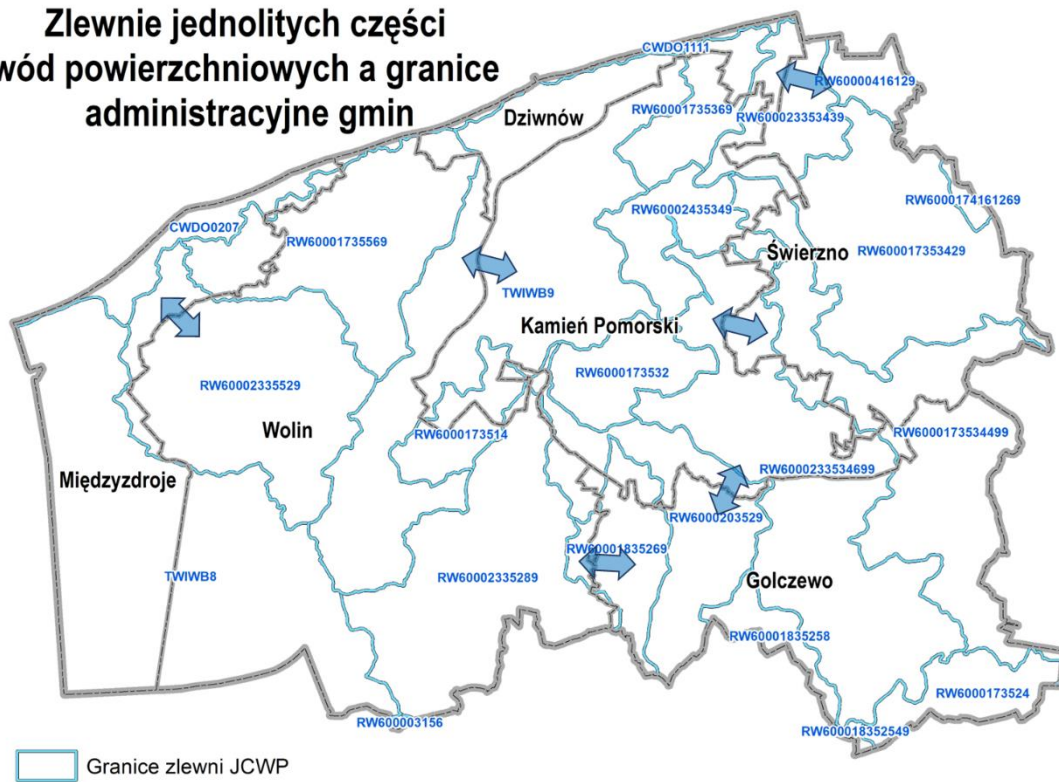 Zlewnie jednolitych części
wód powierzchniowych a granice
administracyjne gmin
CWDO1111
RW60000416129
Dziwnów
RW60001735369
RW600023353439
RW6000174161269
CWDO0207
RW60001735569
RW60002435349
Świerzno
RW600017353429
TWIWB9
Kamień Pomorski
RW60002335529
RW6000173532
Wolin
RW6000173514
RW6000173534499
Międzyzdroje
RW6000233534699
RW6000203529
RW60001835269
TWIWB8
RW60002335289
Golczewo
RW60001835258
RW6000173524
RW600003156
RW600018352549
Granice zlewni JCWP